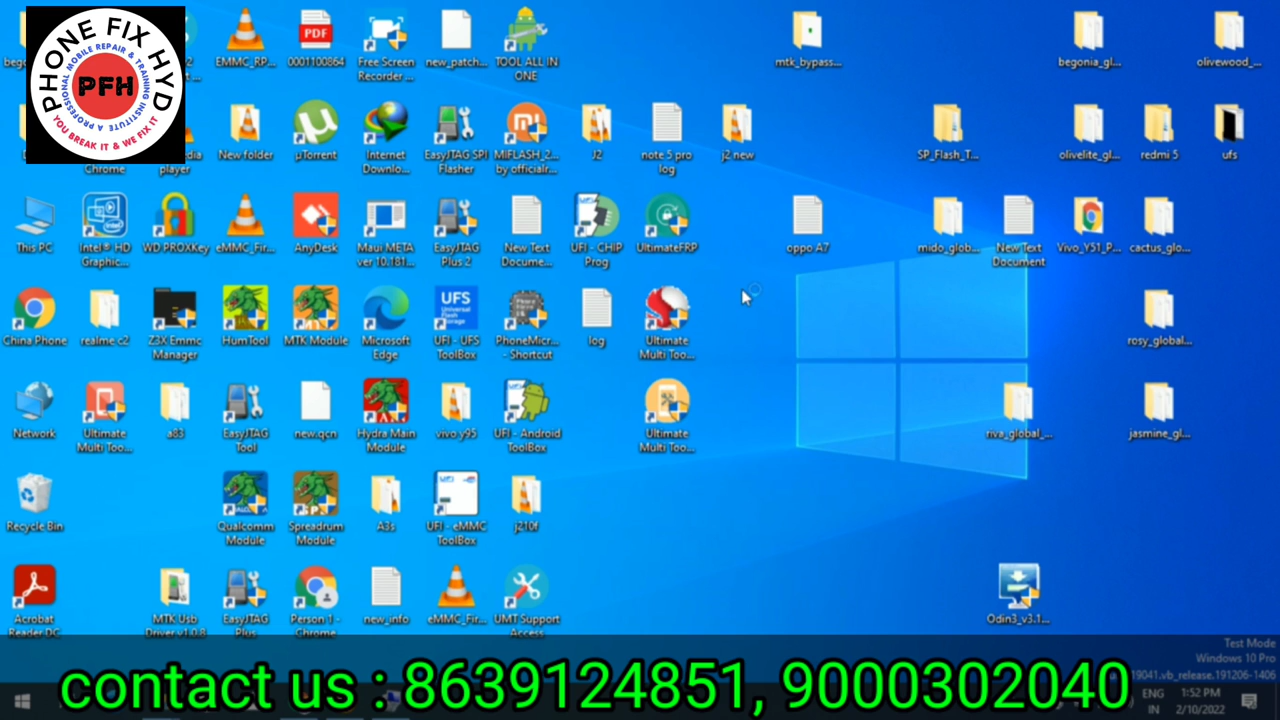 PHONE FIX HYD
A PROFESSIONAL MOBILE REPAIR & TRAINING INSTITUTE
PFH
YOU BREAK IT & WE FIX IT
EMMC_RP...
0001100864
Free Screen
Recorder ...
new_patch...
TOOL ALL IN
ONE
mtk_bypass...
begonia_gl...
olivewood_...
Chrome
player
New folder
µTorrent
Internet
Downlo...
EasyJTAG SPI
Flasher
MIFLASH_2...
by officialr...
J2
note 5 pro
log
j2 new
SP_Flash_T...
olivelite_gl...
redmi 5
ufs
This PC
Intel® HD
Graphic...
WD PROXKey
eMMC_Fir...
AnyDesk
Maui META
ver 10.181...
EasyJTAG
Plus 2
New Text
Docume...
UFI - CHIP
Prog
UltimateFRP
oppo A7
mido_glob...
New Text
Document
Vivo_Y51_P...
cactus_glo...
China Phone
realme c2
Z3X Emmc
Manager
HumTool
MTK Module
Microsoft
Edge
UFS
Universal
Flash
Storage
UFI - UFS
ToolBox
PhoneMicr...
- Shortcut
log
Ultimate
Multi Too...
rosy_global...
Network
Ultimate
Multi Too...
a83
EasyJTAG
Tool
new.qcn
Hydra Main
Module
vivo y95
UFI - Android
ToolBox
Ultimate
Multi Too...
riva_global_...
jasmine_gl...
Recycle Bin
Qualcomm
Module
Spreadrum
Module
A3s
UFI - eMMC
ToolBox
j210f
Acrobat
Reader DC
MTK Usb
Driver v1.0.8
EasyJTAG
Plus
Person 1 -
Chrome
new_info
eMMC_Fir...
UMT Support
Access
Odin3_v3.1...
Test Mode
Windows 10 Pro
19041.vb_release.191206-1406
contact us : 8639124851, 9000302040
ENG
IN
1:52 PM
2/10/2022